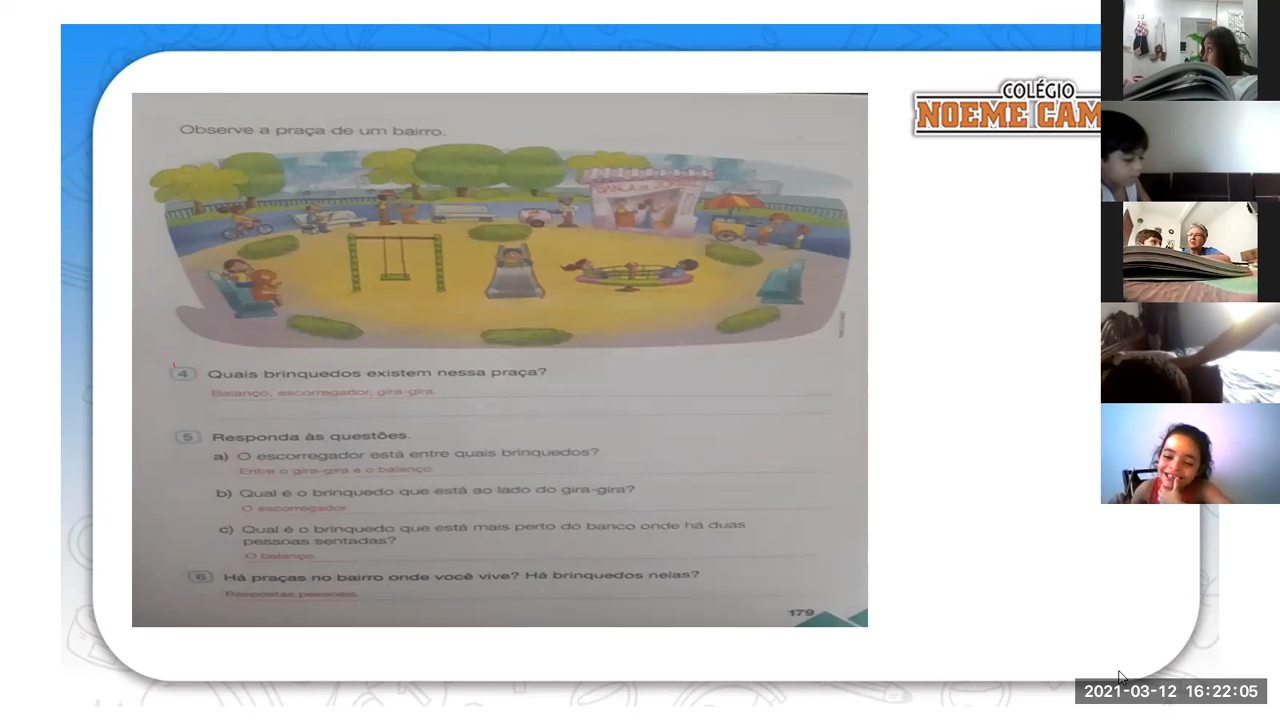 COLÉGIO
NOEME CAM
Observe a praça de um bairro.
BANCA DE JORNAL
4 Quais brinquedos existem nessa praça?
Balanço, escorregador, gira-gira.
5 Responda às questões.
a) O escorregador está entre quais brinquedos?
Entre o gira-gira e o balanço.
b) Qual é o brinquedo que está ao lado do gira-gira?
O escorregador.
c) Qual é o brinquedo que está mais perto do banco onde há duas
pessoas sentadas?
O balanço.
6 Há praças no bairro onde você vive? Há brinquedos nelas?
Respostas pessoais.
179
2021-03-12 16:22:05